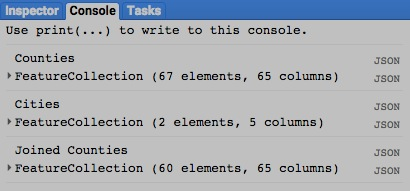 Inspector Console Tasks
Use print(...) to write to this console.
Counties JSON
FeatureCollection (67 elements, 65 columns) JSON
Cities JSON
FeatureCollection (2 elements, 5 columns) JSON
Joined Counties JSON
FeatureCollection (60 elements, 65 columns) JSON